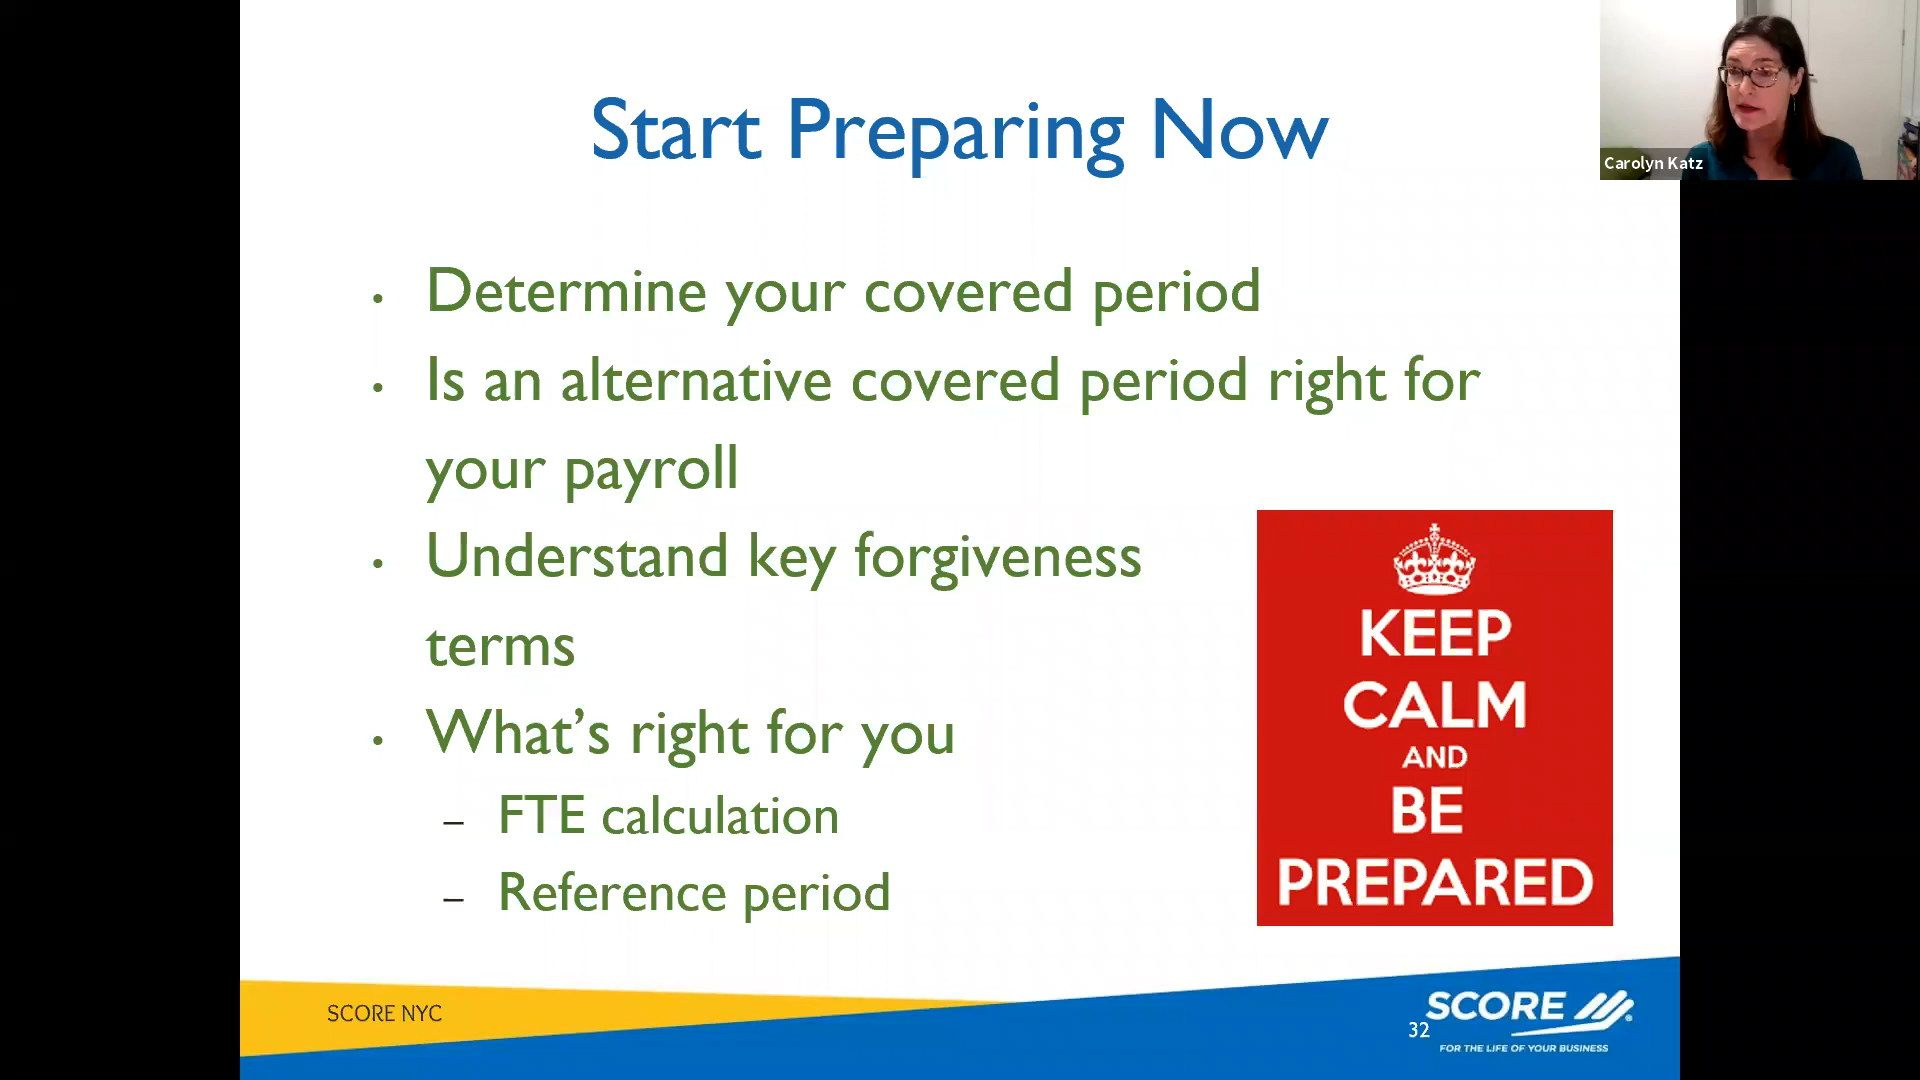 Start Preparing Now
Carolyn Katz
• Determine your covered period
• Is an alternative covered period right for
your payroll
• Understand key forgiveness
terms
• What’s right for you
– FTE calculation
– Reference period
KEEP
CALM
AND
BE
PREPARED
SCORE NYC
32
SCORE
FOR THE LIFE OF YOUR BUSINESS